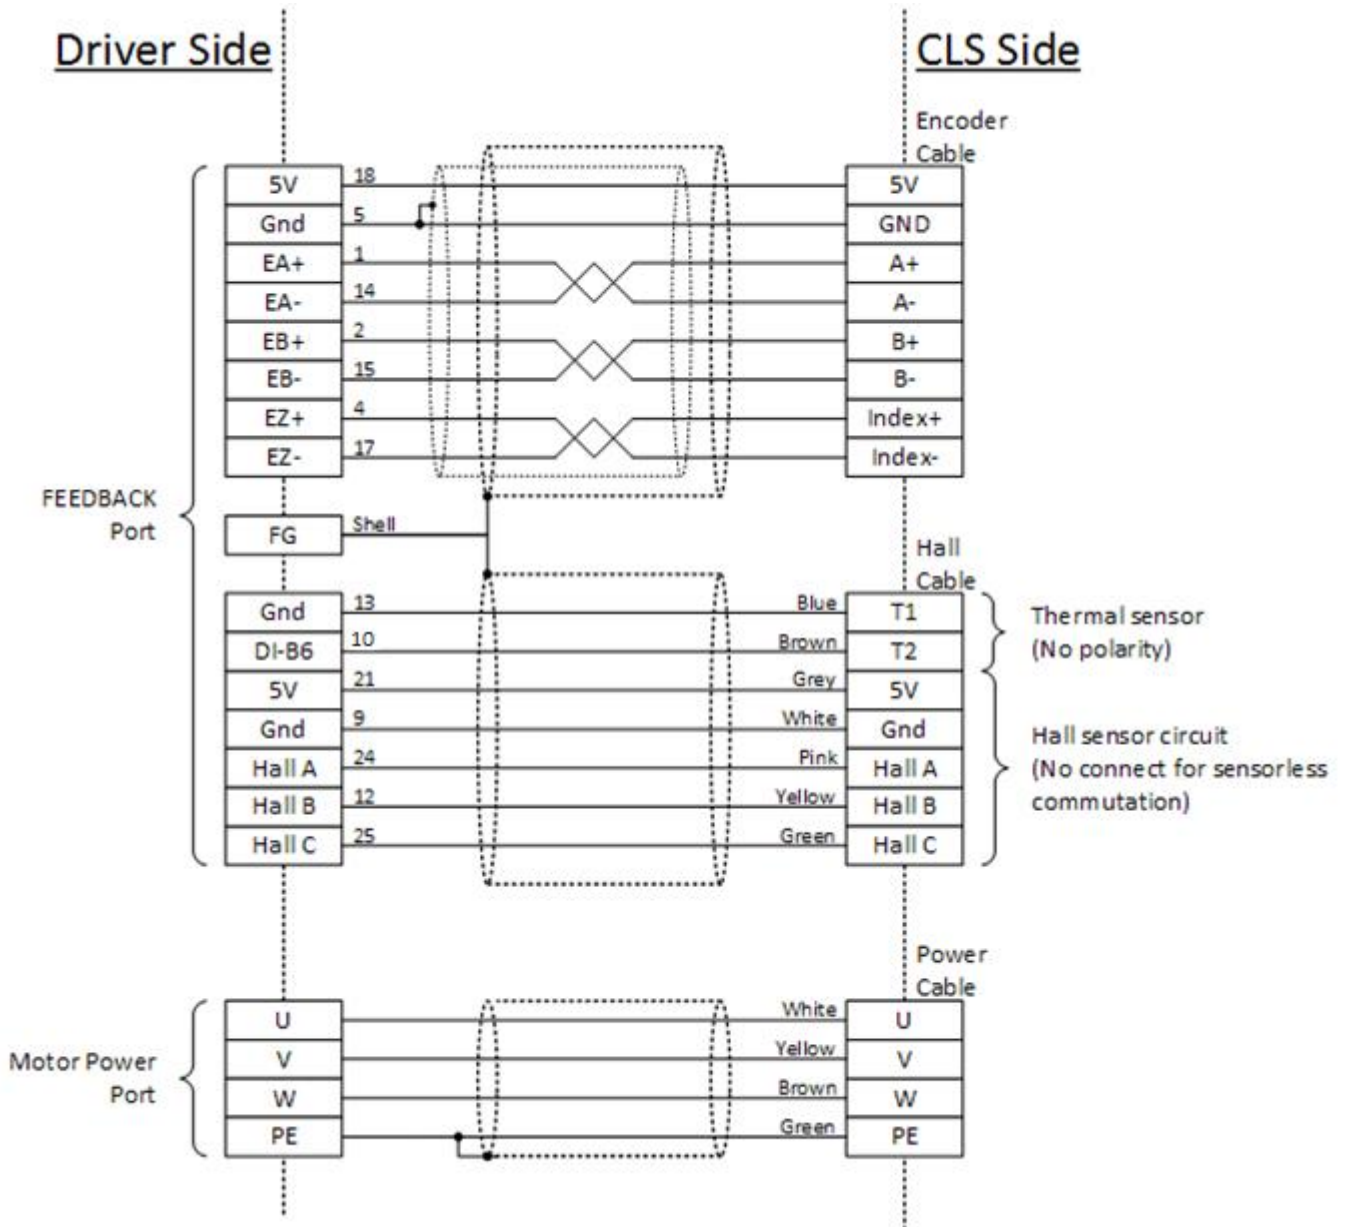 Driver Side
CLS Side
Encoder
Cable
5V 18 5V
Gnd 5 GND
EA+ 1 A+
EA- 14 A-
EB+ 2 B+
EB- 15 B-
EZ+ 4 Index+
EZ- 17 Index-
FEEDBACK
Port
FG Shell
Hall
Cable
Gnd 13 Blue T1
DI-B6 10 Brown T2
5V 21 Grey 5V
Gnd 9 White Gnd
Hall A 24 Pink Hall A
Hall B 12 Yellow Hall B
Hall C 25 Green Hall C
Thermal sensor
(No polarity)
Hall sensor circuit
(No connect for sensorless
commutation)
Power
Cable
Motor Power
Port
U White U
V Yellow V
W Brown W
PE Green PE